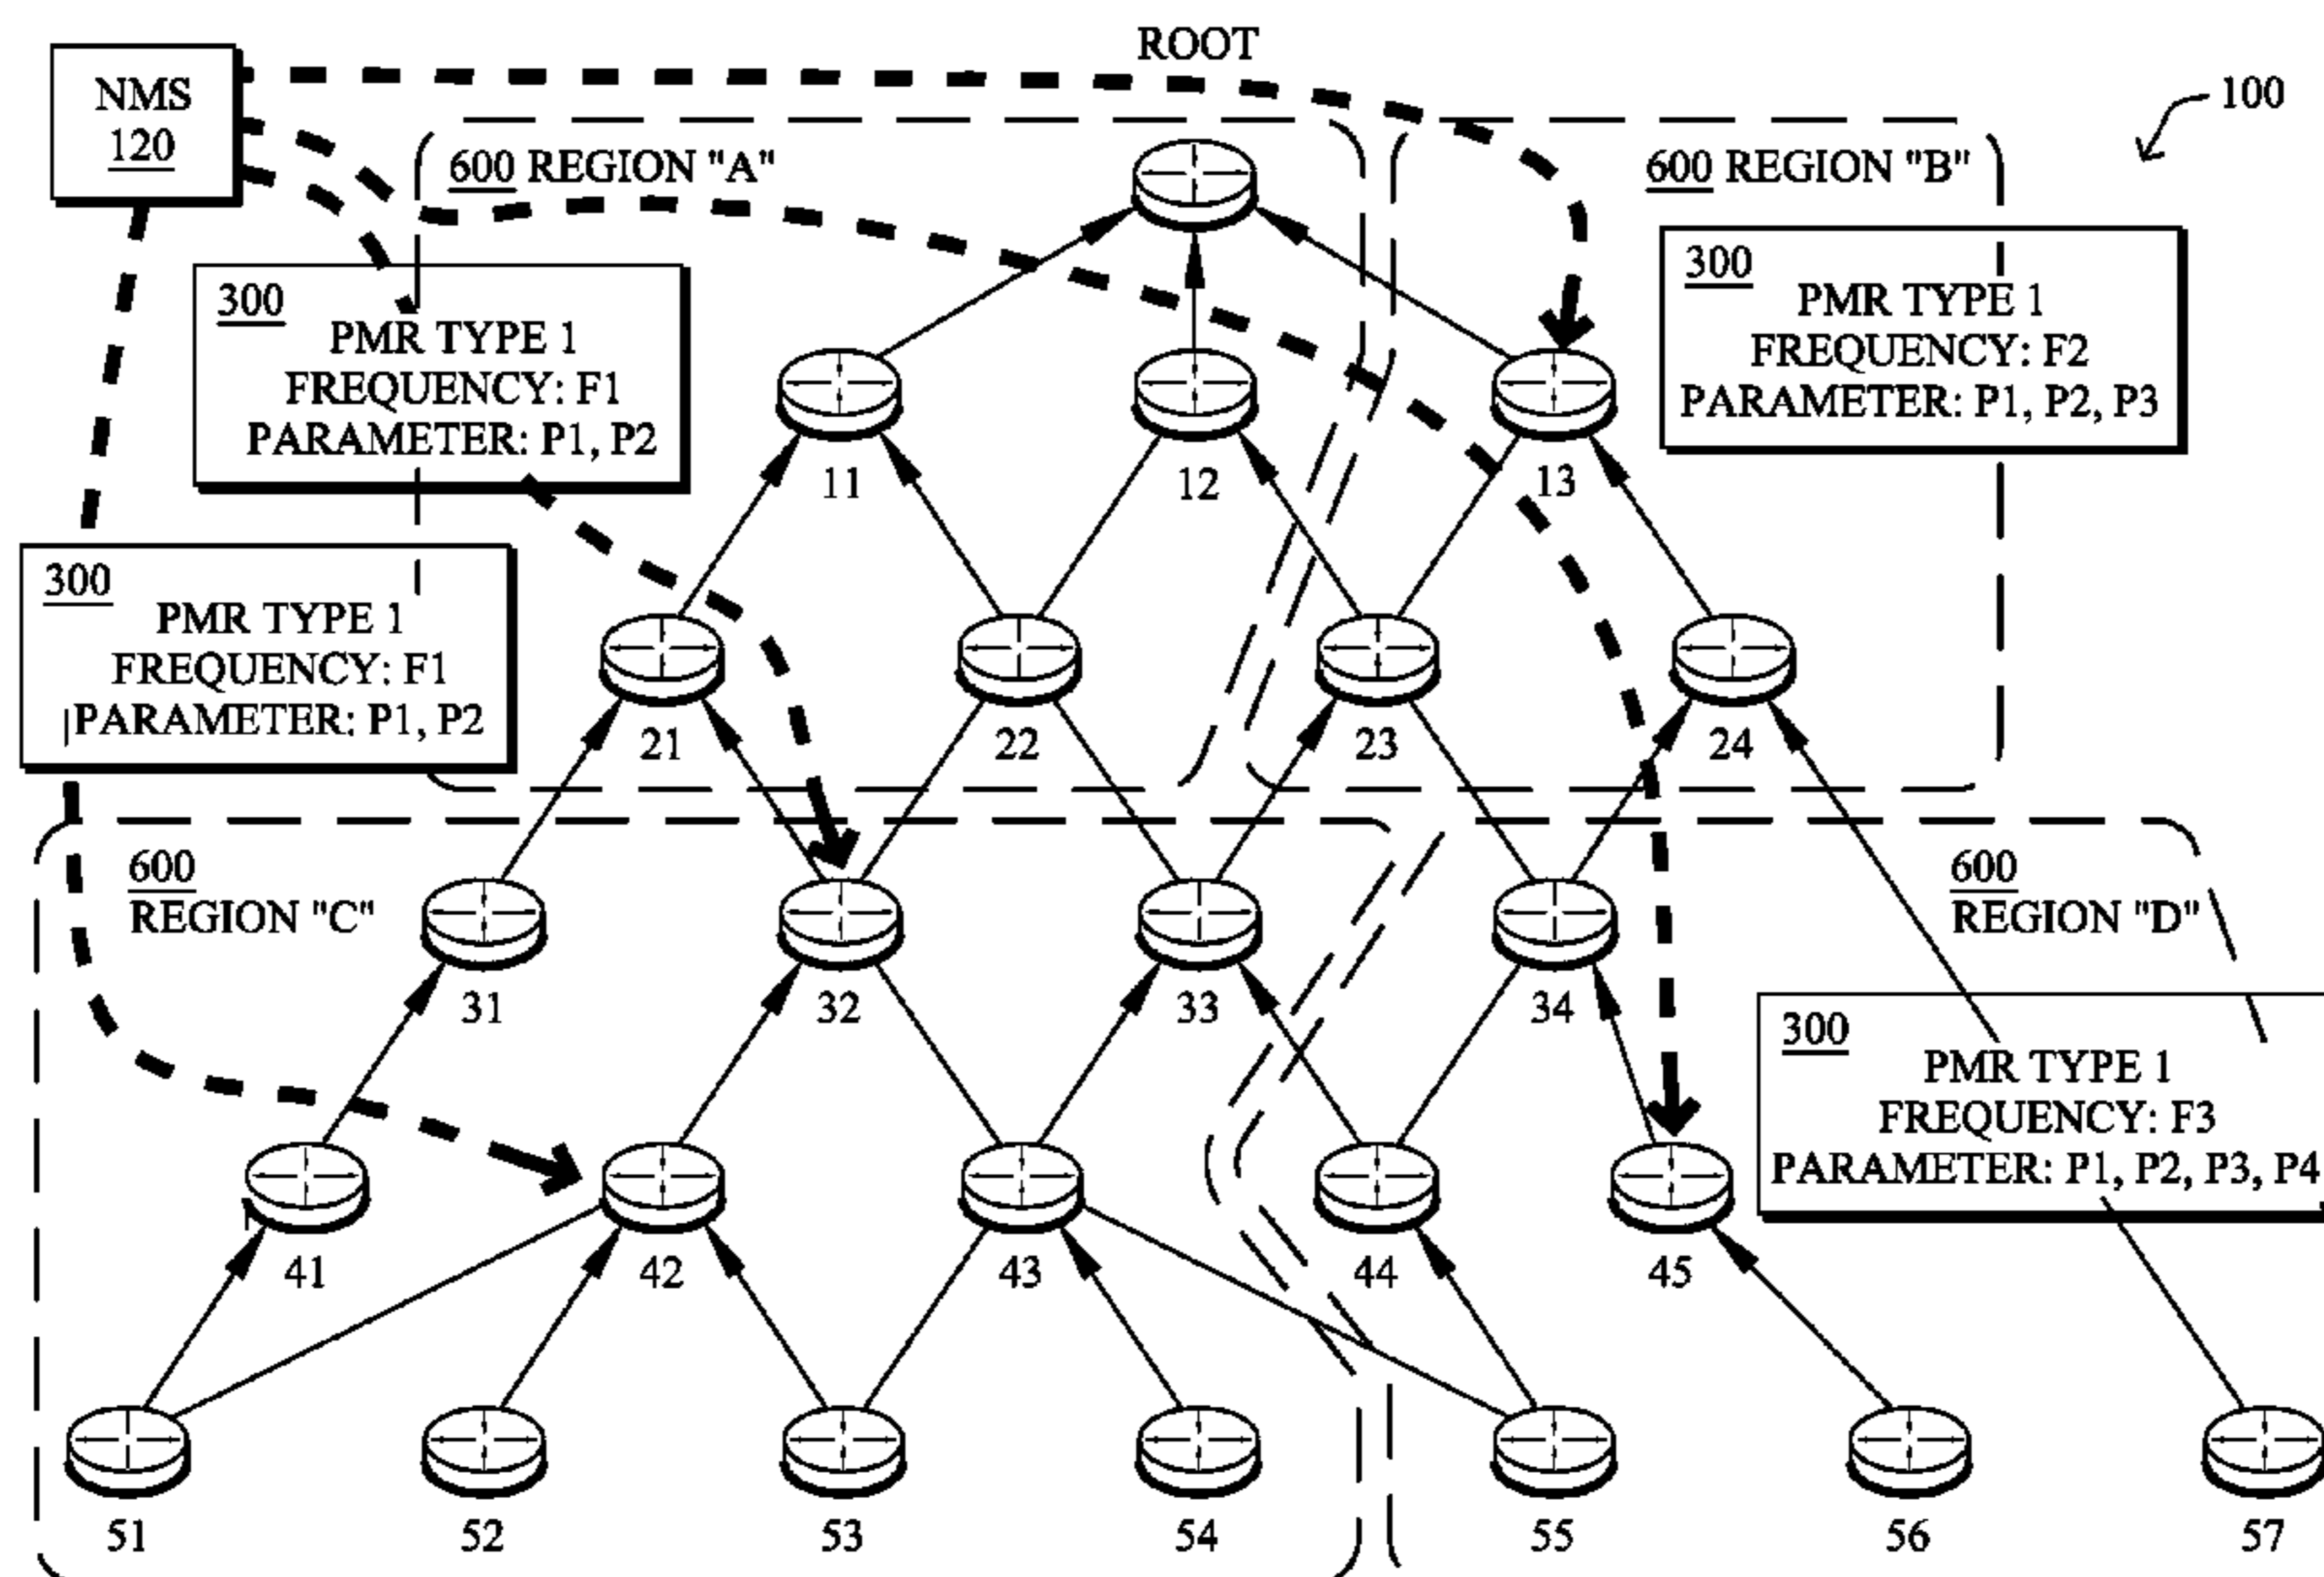 ROOT
NMS
120
100
600 REGION "A"
600 REGION "B"
300
PMR TYPE 1
FREQUENCY: F1
PARAMETER: P1, P2
300
PMR TYPE 1
FREQUENCY: F2
PARAMETER: P1, P2, P3
11
12
13
300
PMR TYPE 1
FREQUENCY: F1
PARAMETER: P1, P2
21
22
23
24
600
REGION "C"
600
REGION "D"
31
32
33
34
300
PMR TYPE 1
FREQUENCY: F3
PARAMETER: P1, P2, P3, P4
41
42
43
44
45
51
52
53
54
55
56
57